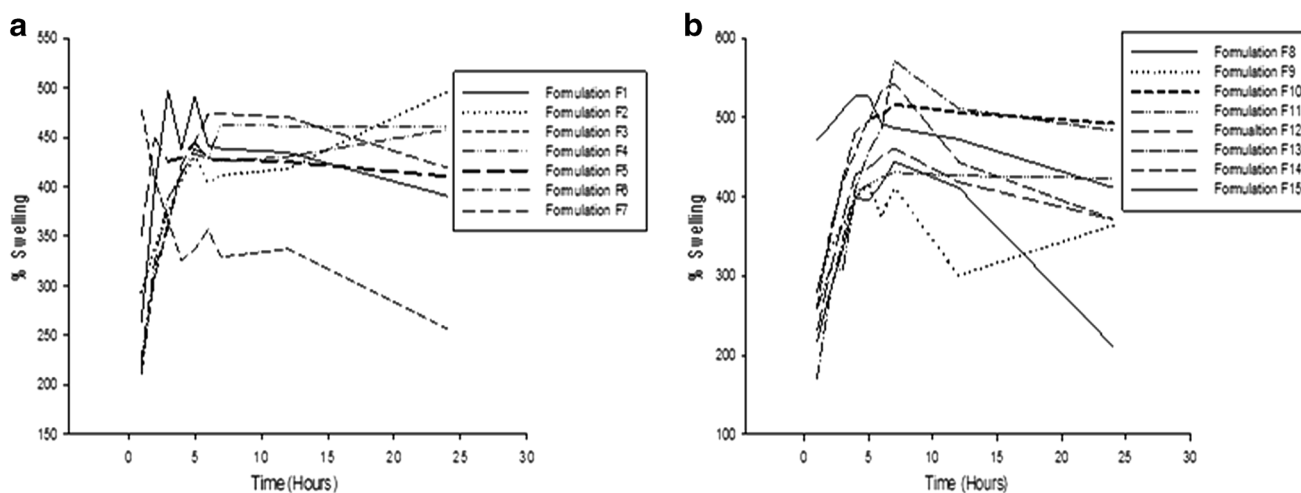 a
550
500
450
400
350
300
250
200
150
% Swelling
0 5 10 15 20 25 30
Time (Hours)
Formulation F1
Formulation F2
Formulation F3
Formulation F4
Formulation F5
Formulation F6
Formulation F7
b
600
500
400
300
200
100
% Swelling
0 5 10 15 20 25 30
Time (Hours)
Formulation F8
Formulation F9
Formulation F10
Formulation F11
Formualtion F12
Formulation F13
Formulation F14
Formulation F15